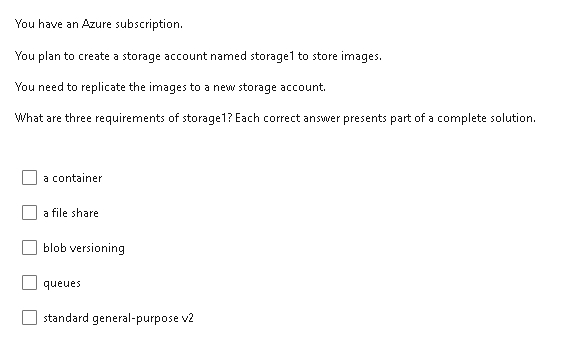 You have an Azure subscription.
You plan to create a storage account named storage1 to store images.
You need to replicate the images to a new storage account.
What are three requirements of storage1? Each correct answer presents part of a complete solution.
a container
a file share
blob versioning
queues
standard general-purpose v2